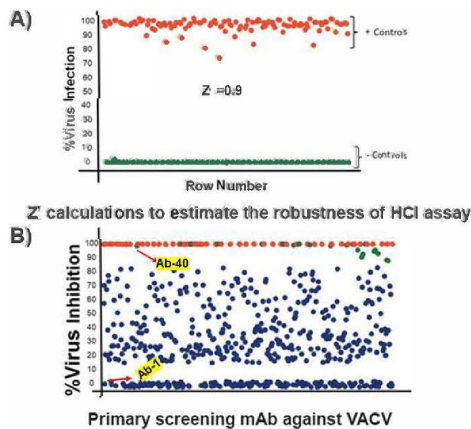 A)
100
90
80
70
60
50
40
30
20
10
0
%Virus Infection
+ Controls
Z' =0.9
- Controls
Row Number
Z' calculations to estimate the robustness of HCI assay
B)
100
90
80
70
60
50
40
30
20
10
0
%Virus Inhibition
Ab-40
Ab-1
Primary screening mAb against VACV